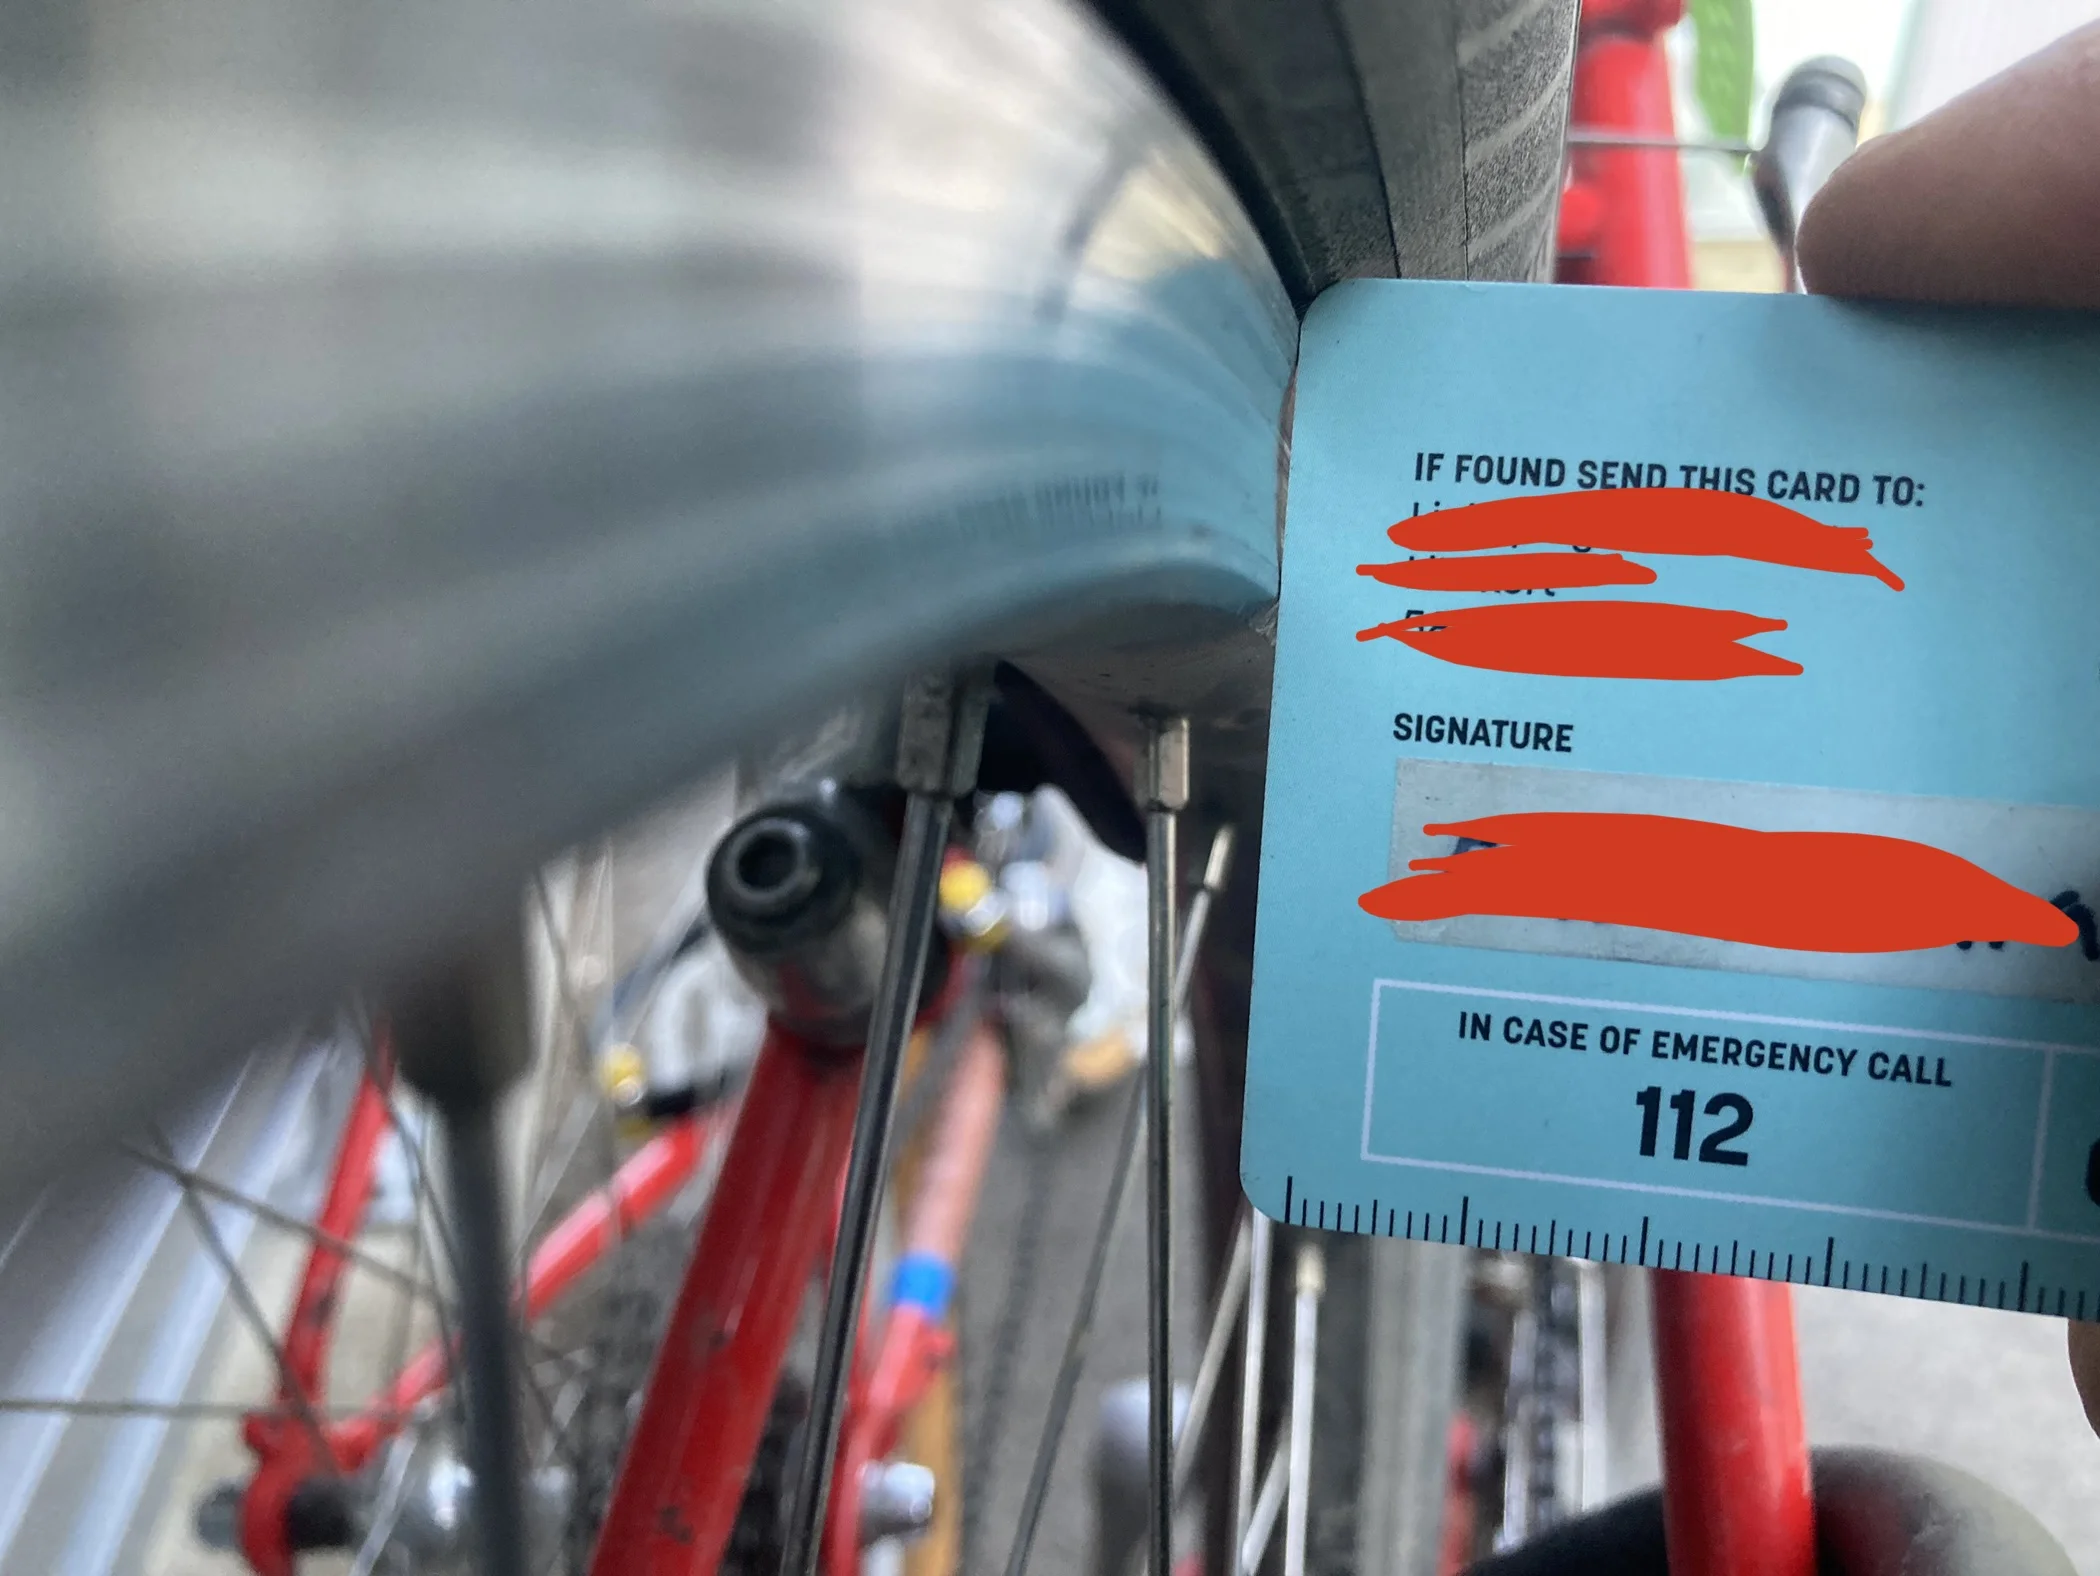 IF FOUND SEND THIS CARD TO:
SIGNATURE
IN CASE OF EMERGENCY CALL
112